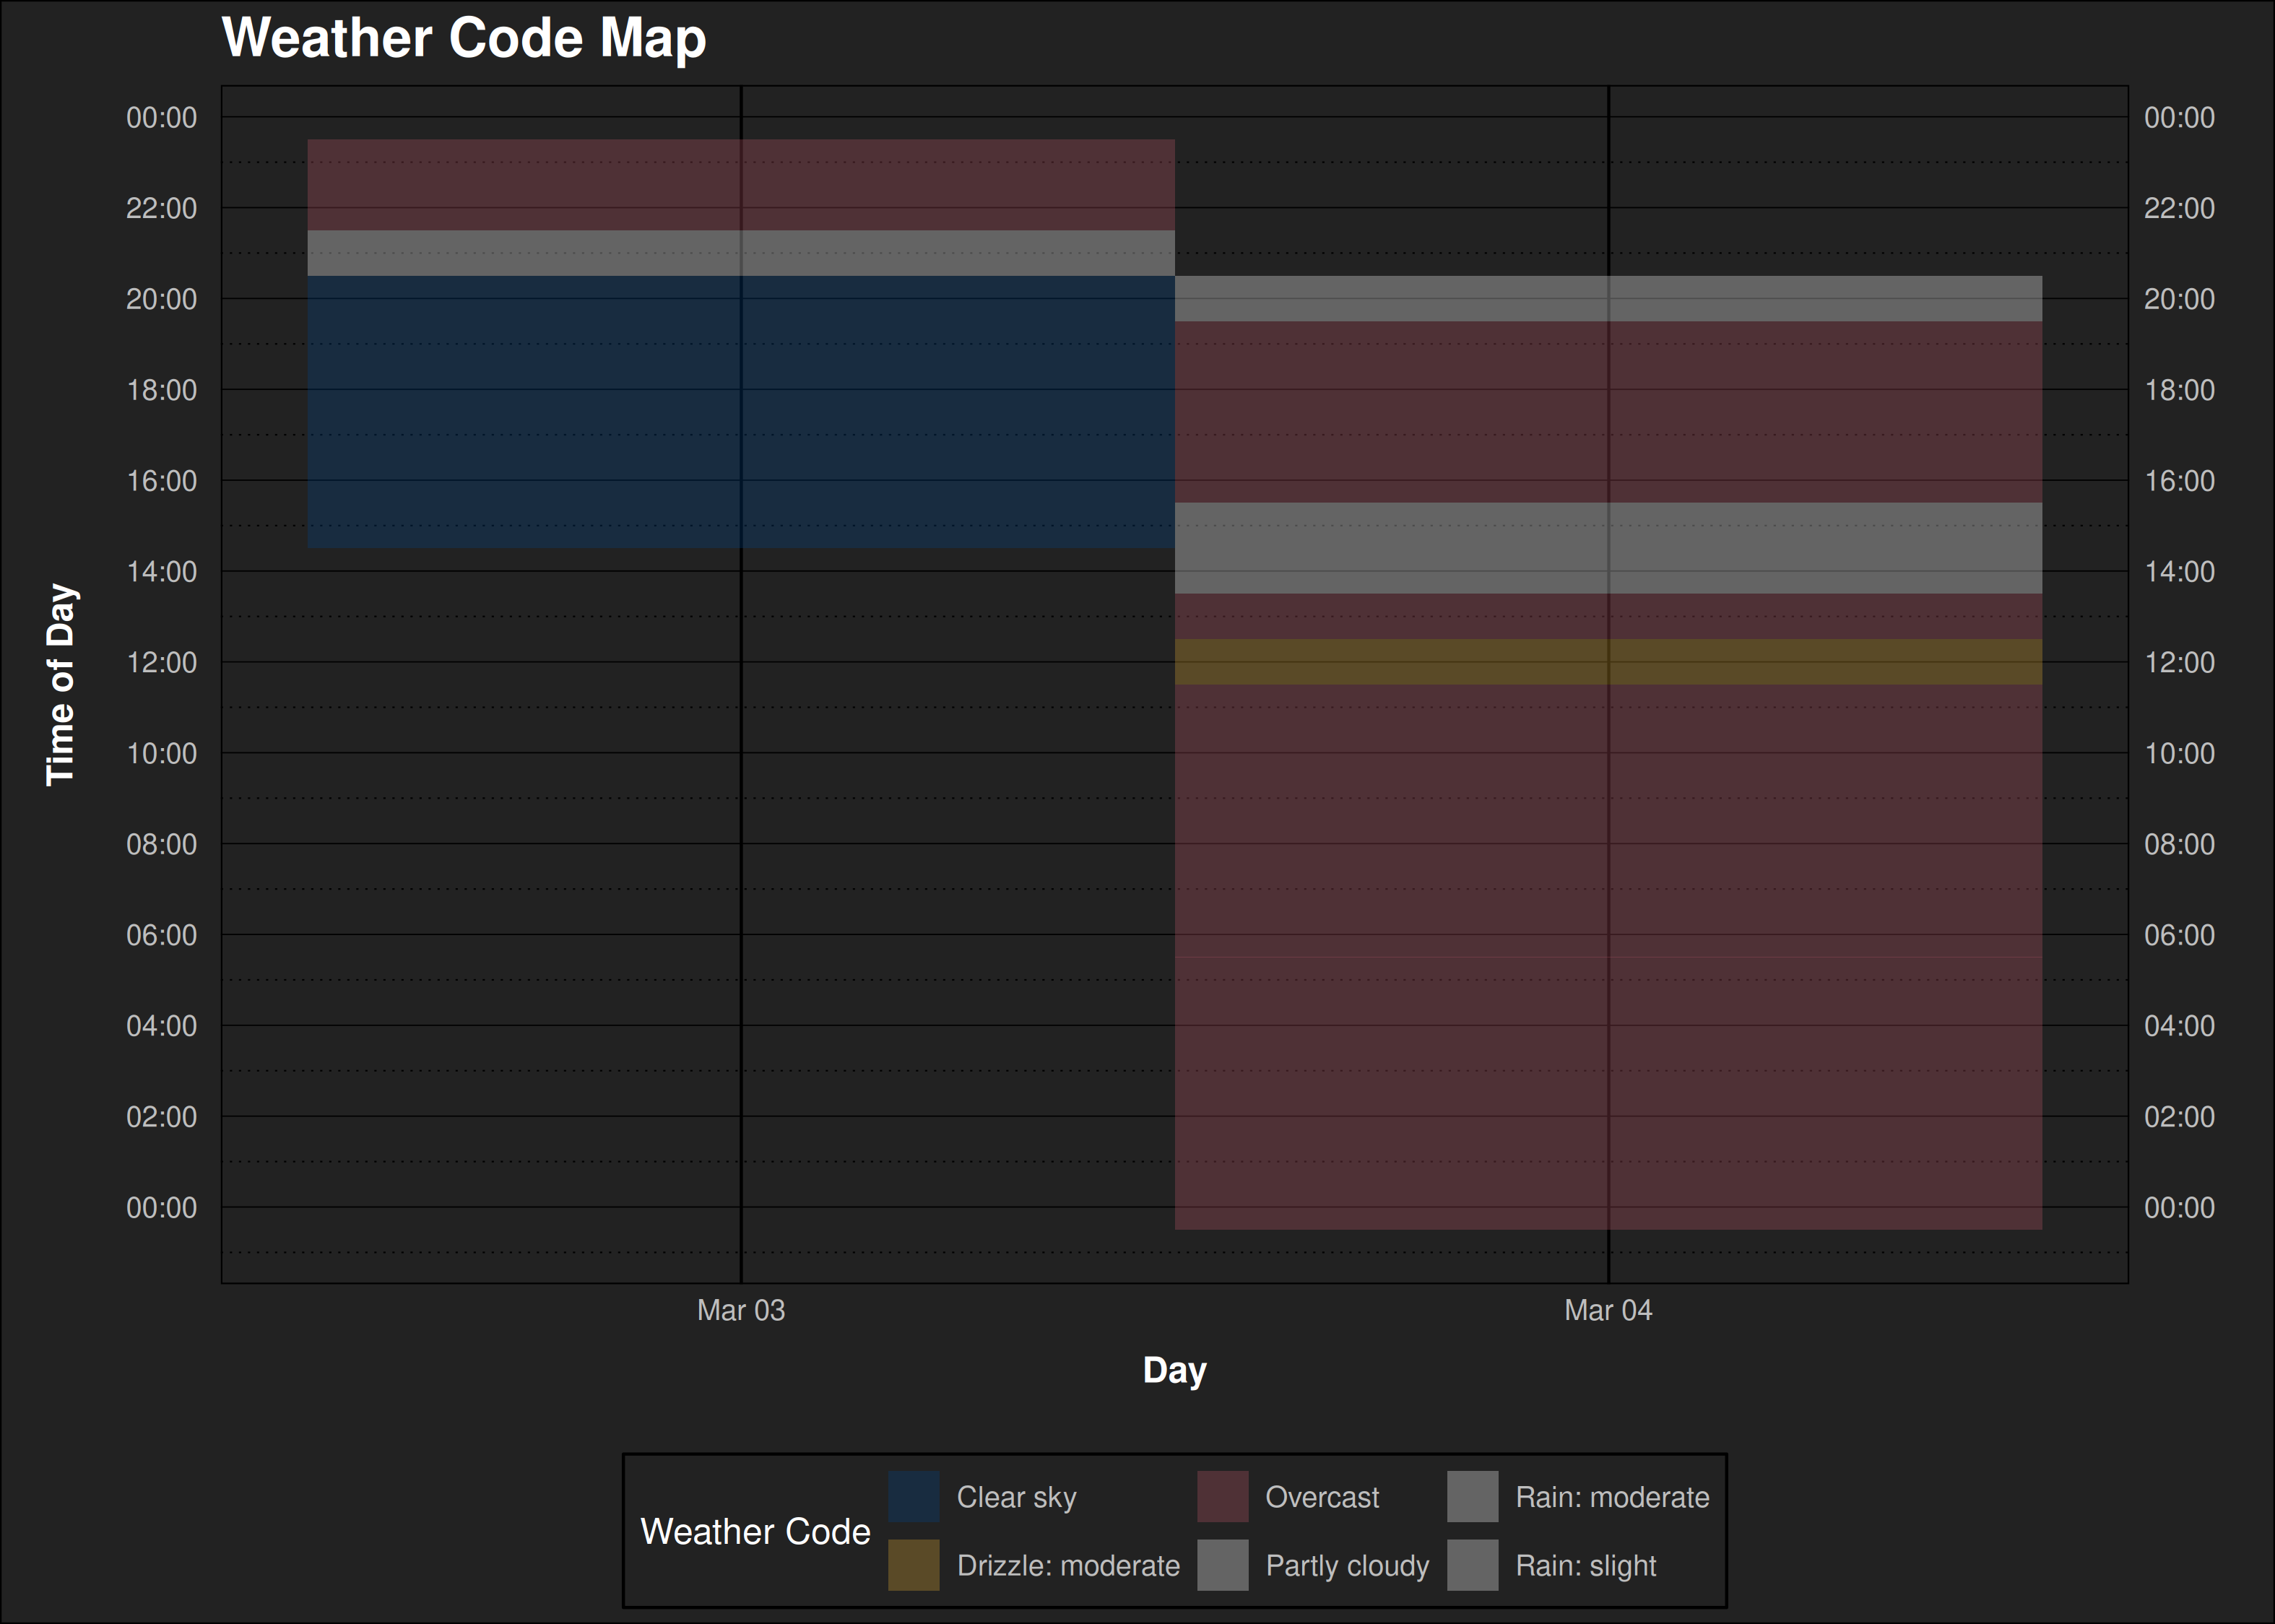 Weather Code Map
00:00 00:00
22:00 22:00
20:00 20:00
18:00 18:00
16:00 16:00
14:00 14:00
12:00 12:00
10:00 10:00
08:00 08:00
06:00 06:00
04:00 04:00
02:00 02:00
00:00 00:00
Time of Day
Mar 03 Mar 04
Day
Weather Code
Clear sky Overcast Rain: moderate
Drizzle: moderate Partly cloudy Rain: slight